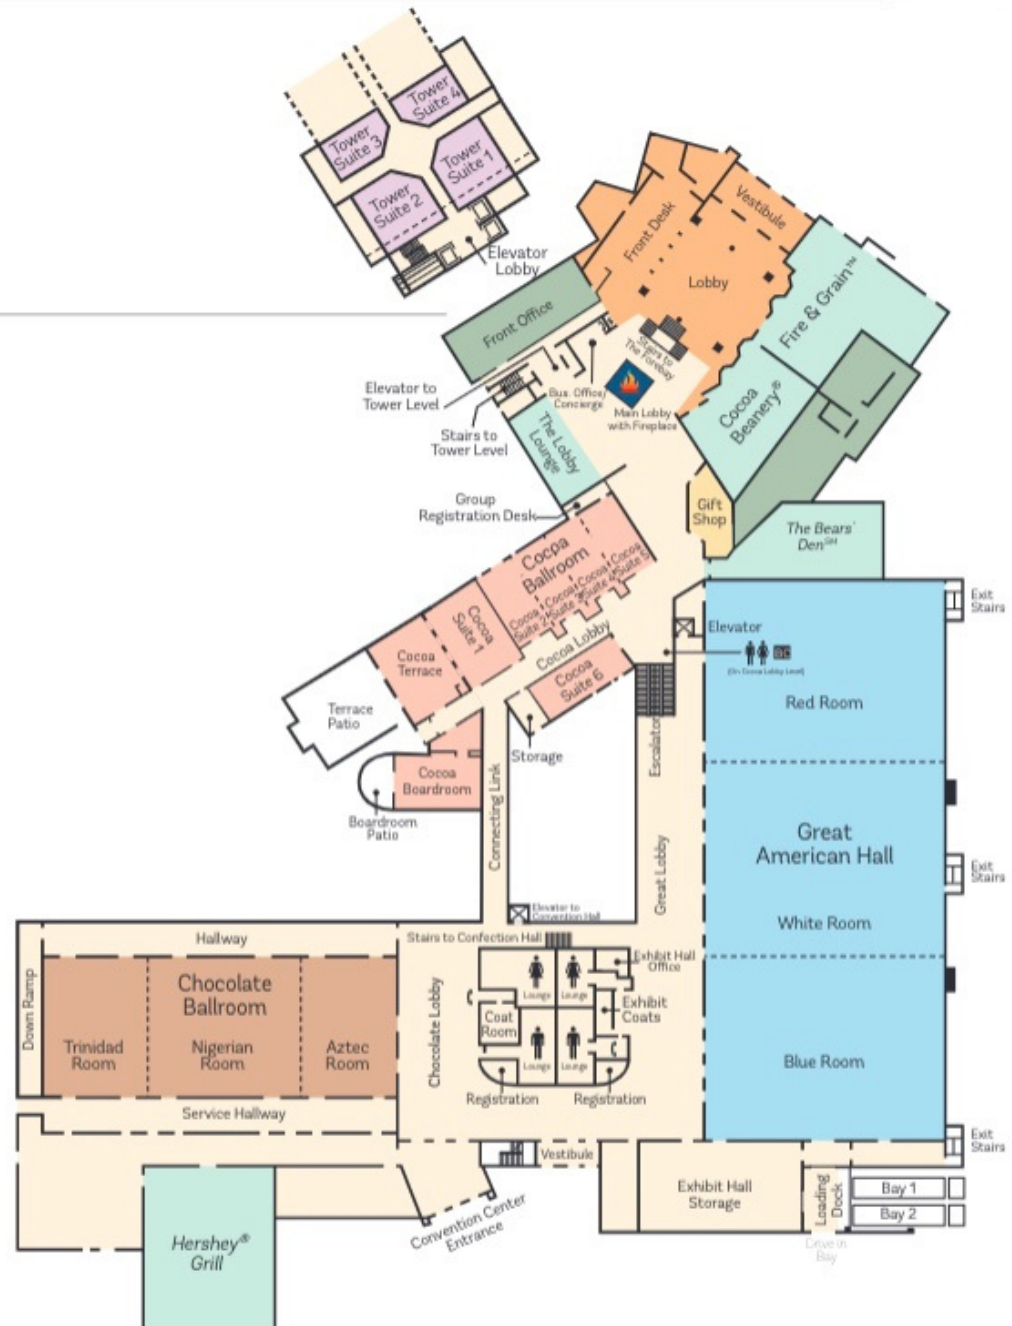 Tower
Suite 4
Tower
Suite 3
Tower
Suite 1
Tower
Suite 2
Elevator
Lobby
Vestibule
Front Desk
Lobby
Fire & Grain™
Front Office
Stairs to
The Forebay
Elevator to
Tower Level
Bus. Office/
Concierge
Main Lobby
with Fireplace
Cocoa
Beanery®
Stairs to
Tower Level
The Lobby
Lounge
Group
Registration Desk
Gift
Shop
The Bears'
Den℠
Cocoa
Ballroom
Cocoa
Suite 2
Cocoa
Suite 3
Cocoa
Suite 4
Cocoa
Suite 5
Cocoa
Suite 1
Cocoa Lobby
Cocoa
Terrace
Cocoa
Suite 6
Terrace
Patio
Storage
Cocoa
Boardroom
Boardroom
Patio
Connecting Link
Elevator
BC
(On Cocoa Lobby Level)
Escalator
Great Lobby
Exit
Stairs
Red Room
Great
American Hall
Exit
Stairs
White Room
Blue Room
Exit
Stairs
Elevator to
Convention Hall
Stairs to Confection Hall
Hallway
Down Ramp
Chocolate
Ballroom
Trinidad
Room
Nigerian
Room
Aztec
Room
Chocolate Lobby
Lounge
Lounge
Exhibit Hall
Office
Coat
Room
Exhibit
Coats
Lounge
Lounge
Registration
Registration
Service Hallway
Vestibule
Convention Center
Entrance
Hershey®
Grill
Exhibit Hall
Storage
Loading
Dock
Bay 1
Bay 2
Drive in
Bay